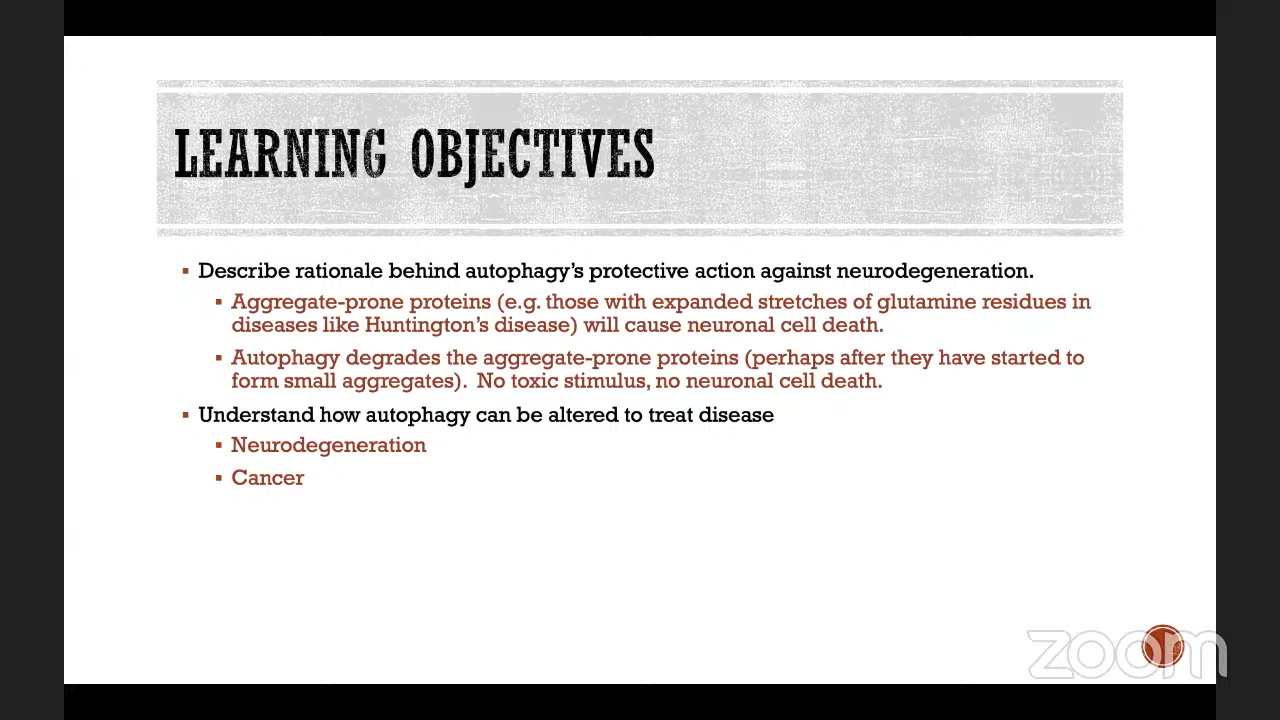 LEARNING OBJECTIVES
▪ Describe rationale behind autophagy's protective action against neurodegeneration.
▪ Aggregate-prone proteins (e.g. those with expanded stretches of glutamine residues in
diseases like Huntington's disease) will cause neuronal cell death.
▪ Autophagy degrades the aggregate-prone proteins (perhaps after they have started to
form small aggregates). No toxic stimulus, no neuronal cell death.
▪ Understand how autophagy can be altered to treat disease
▪ Neurodegeneration
▪ Cancer
zoom